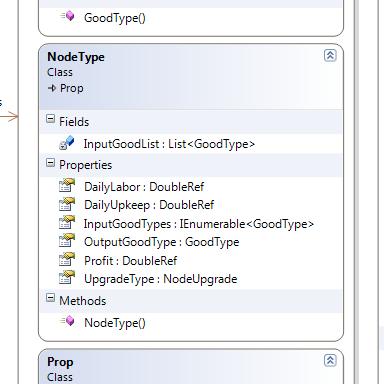 GoodType()
NodeType
Class
Prop
Fields
InputGoodList : List<GoodType>
Properties
DailyLabor : DoubleRef
DailyUpkeep : DoubleRef
InputGoodTypes : IEnumerable<GoodType>
OutputGoodType : GoodType
Profit : DoubleRef
UpgradeType : NodeUpgrade
Methods
NodeType()
Prop
Class